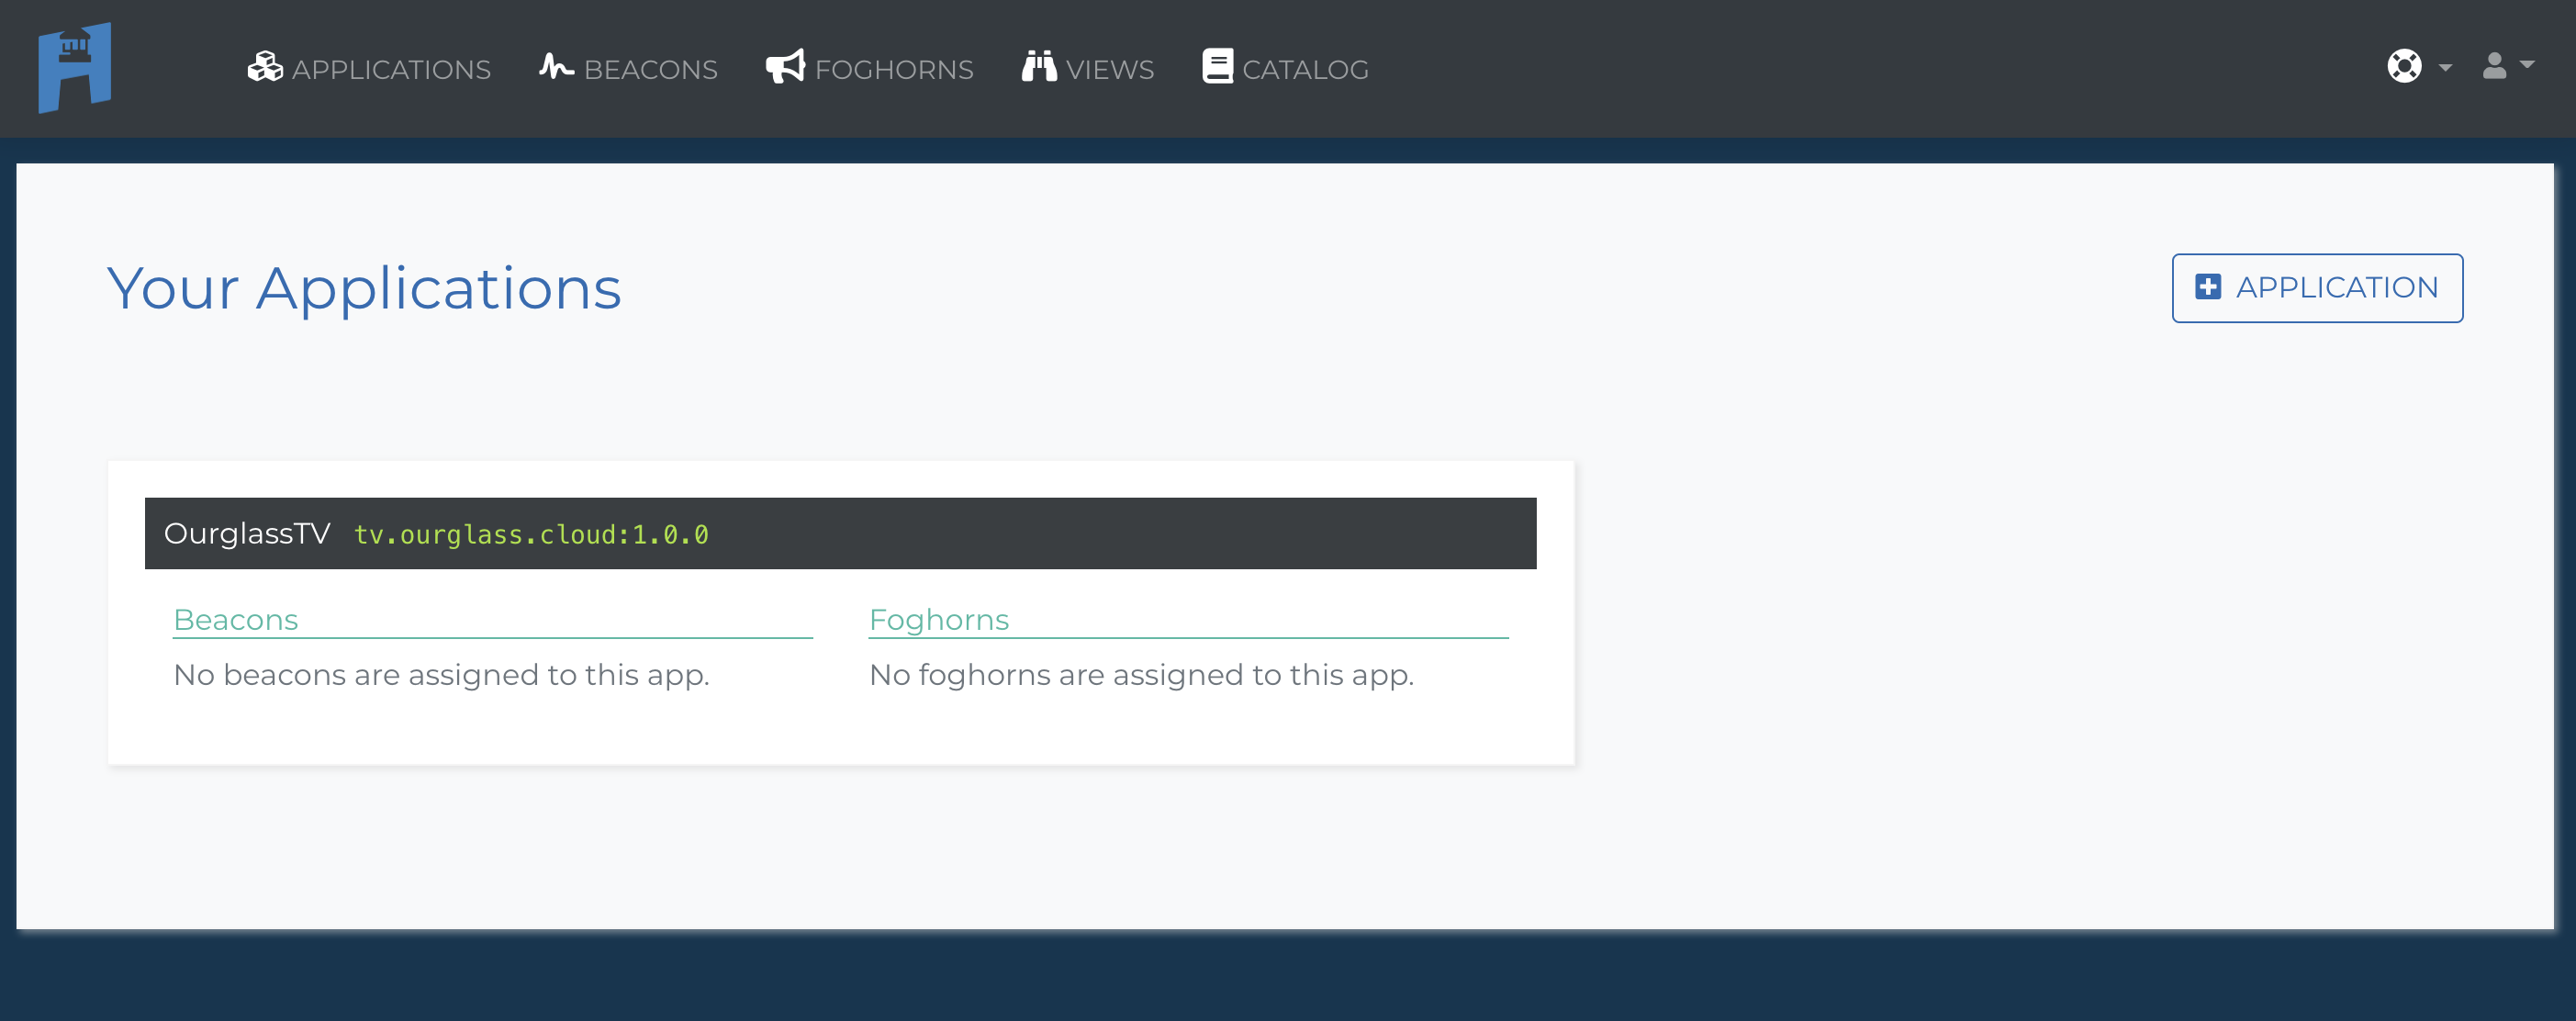 APPLICATIONS BEACONS FOGHORNS VIEWS CATALOG
Your Applications
APPLICATION
OurglassTV tv.ourglass.cloud:1.0.0
Beacons Foghorns
No beacons are assigned to this app. No foghorns are assigned to this app.